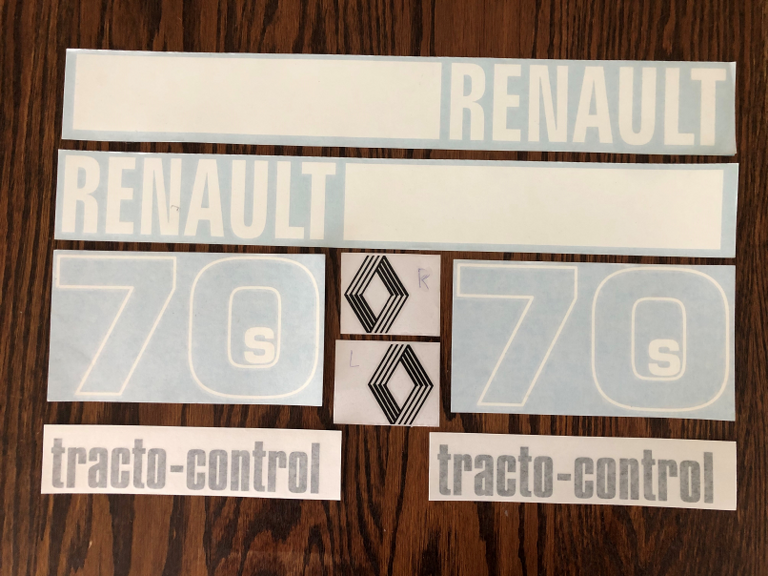 RENAULT
RENAULT
70s
R
L
70s
tracto-control
tracto-control